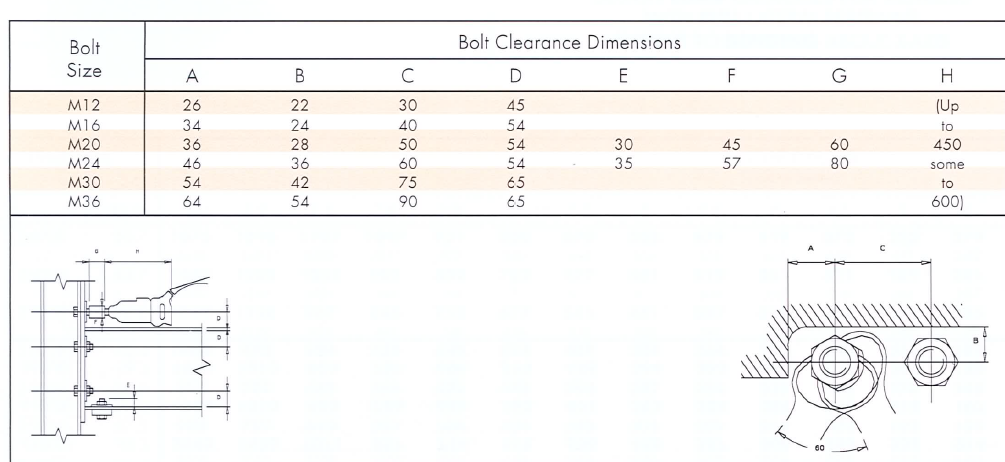 Bolt Size
Bolt Clearance Dimensions
A B C D E F G H
M12 26 22 30 45 (Up
M16 34 24 40 54 to
M20 36 28 50 54 30 45 60 450
M24 46 36 60 54 35 57 80 some
M30 54 42 75 65 to
M36 64 54 90 65 600)
A C
G H
D
F
D
B
E
D
60